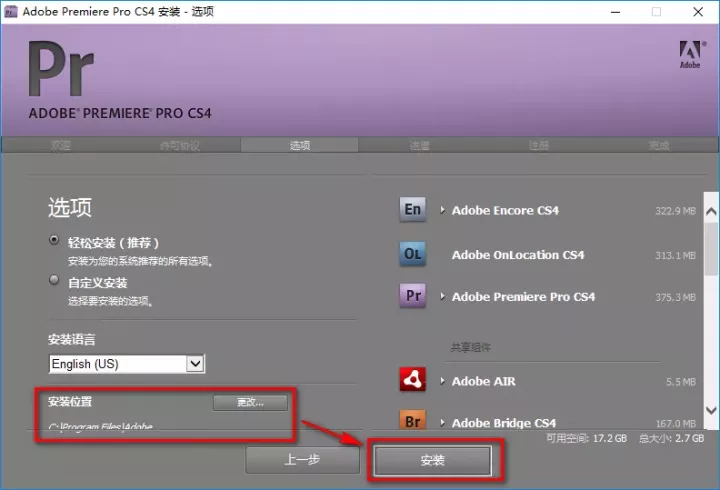 Adobe Premiere Pro CS4 安装 - 选项
Pr
Adobe
ADOBE® PREMIERE® PRO CS4
欢迎 许可协议 选项 进度 注册 完成
选项
轻松安装（推荐）
安装为您的系统推荐的所有选项。
自定义安装
选择要安装的选项。
安装语言
English (US)
安装位置 更改...
C:\Program Files\Adobe
En Adobe Encore CS4 322.9 MB
OL Adobe OnLocation CS4 313.1 MB
Pr Adobe Premiere Pro CS4 375.3 MB
共享组件
Adobe AIR 5.5 MB
Br Adobe Bridge CS4 167.0 MB
可用空间: 17.2 GB 总大小: 2.7 GB
上一步 安装